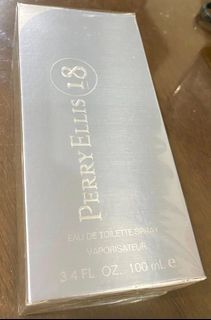 PERRY ELLIS 18
EAU DE TOILETTE SPRAY
VAPORISATEUR
3.4 FL. OZ. 100 mL e